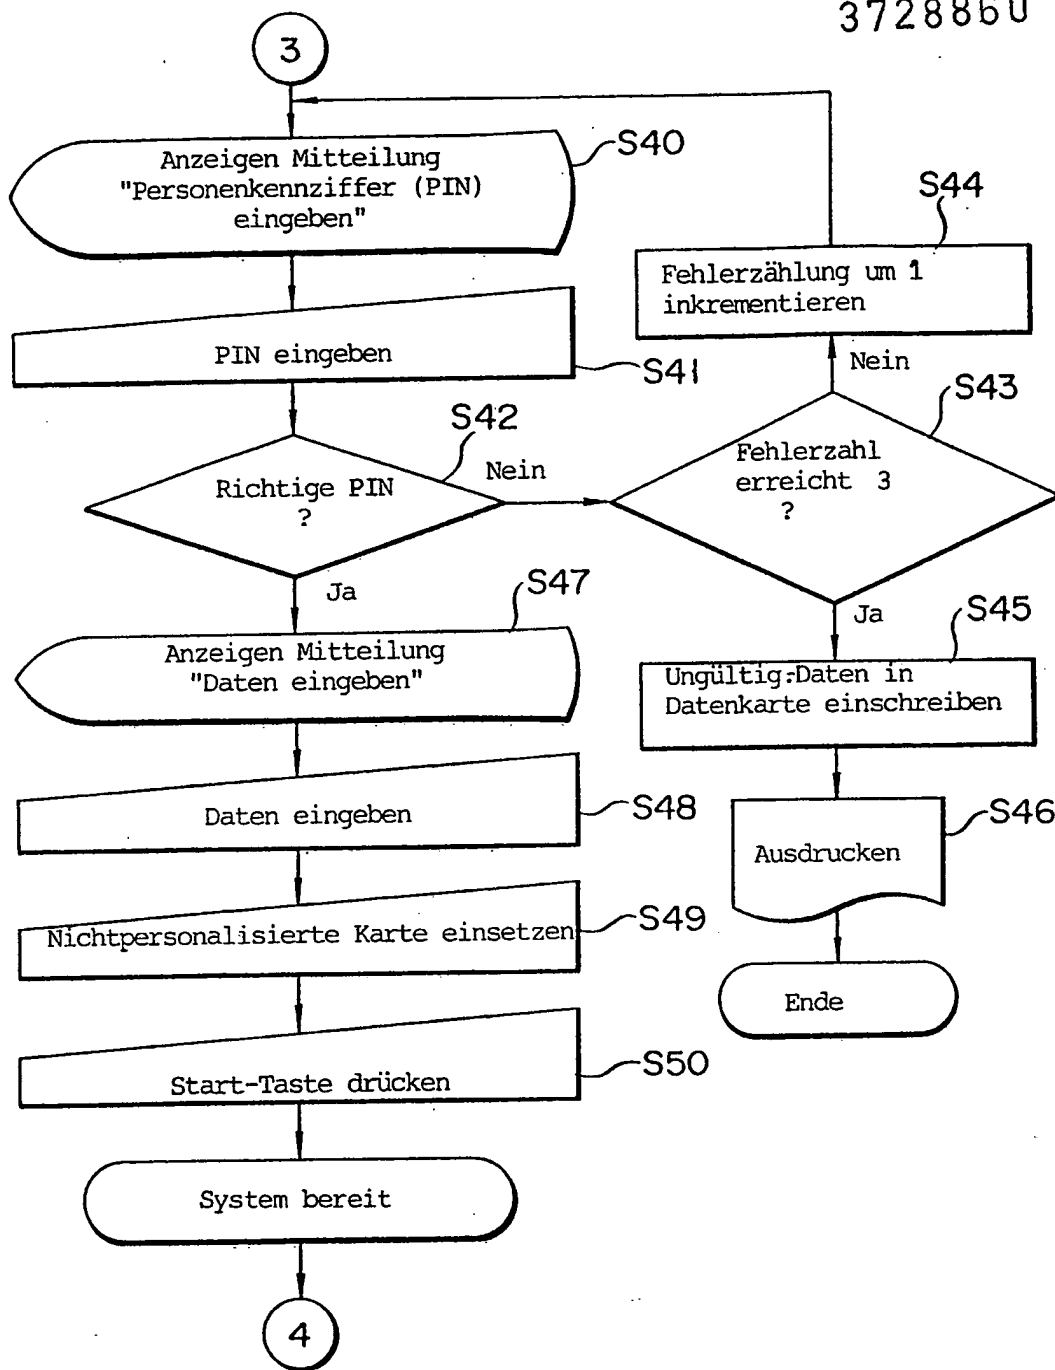 3728860
3
Anzeigen Mitteilung
"Personenkennziffer (PIN)
eingeben"
S40
PIN eingeben
S41
S42
Richtige PIN
?
Nein
Ja
S44
Fehlerzählung um 1
inkrementieren
Nein
S43
Fehlerzahl
erreicht 3
?
Ja
S45
Ungültig-Daten in
Datenkarte einschreiben
S46
Ausdrucken
Ende
S47
Anzeigen Mitteilung
"Daten eingeben"
Daten eingeben
S48
Nichtpersonalisierte Karte einsetzen
S49
Start-Taste drücken
S50
System bereit
4